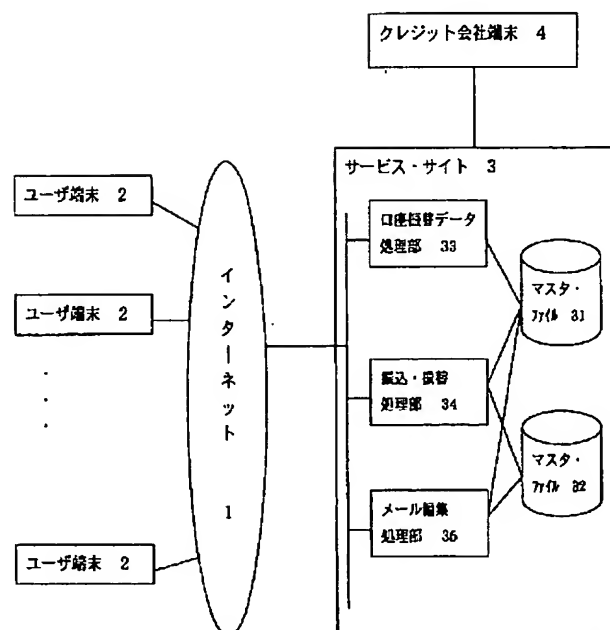 クレジット会社端末 4
サービス・サイト 3
ユーザ端末 2
ユーザ端末 2
ユーザ端末 2
インターネット
1
口座振替データ
処理部 33
振込・振替
処理部 34
メール編集
処理部 35
マスタ・
ファイル 31
マスタ・
ファイル 32